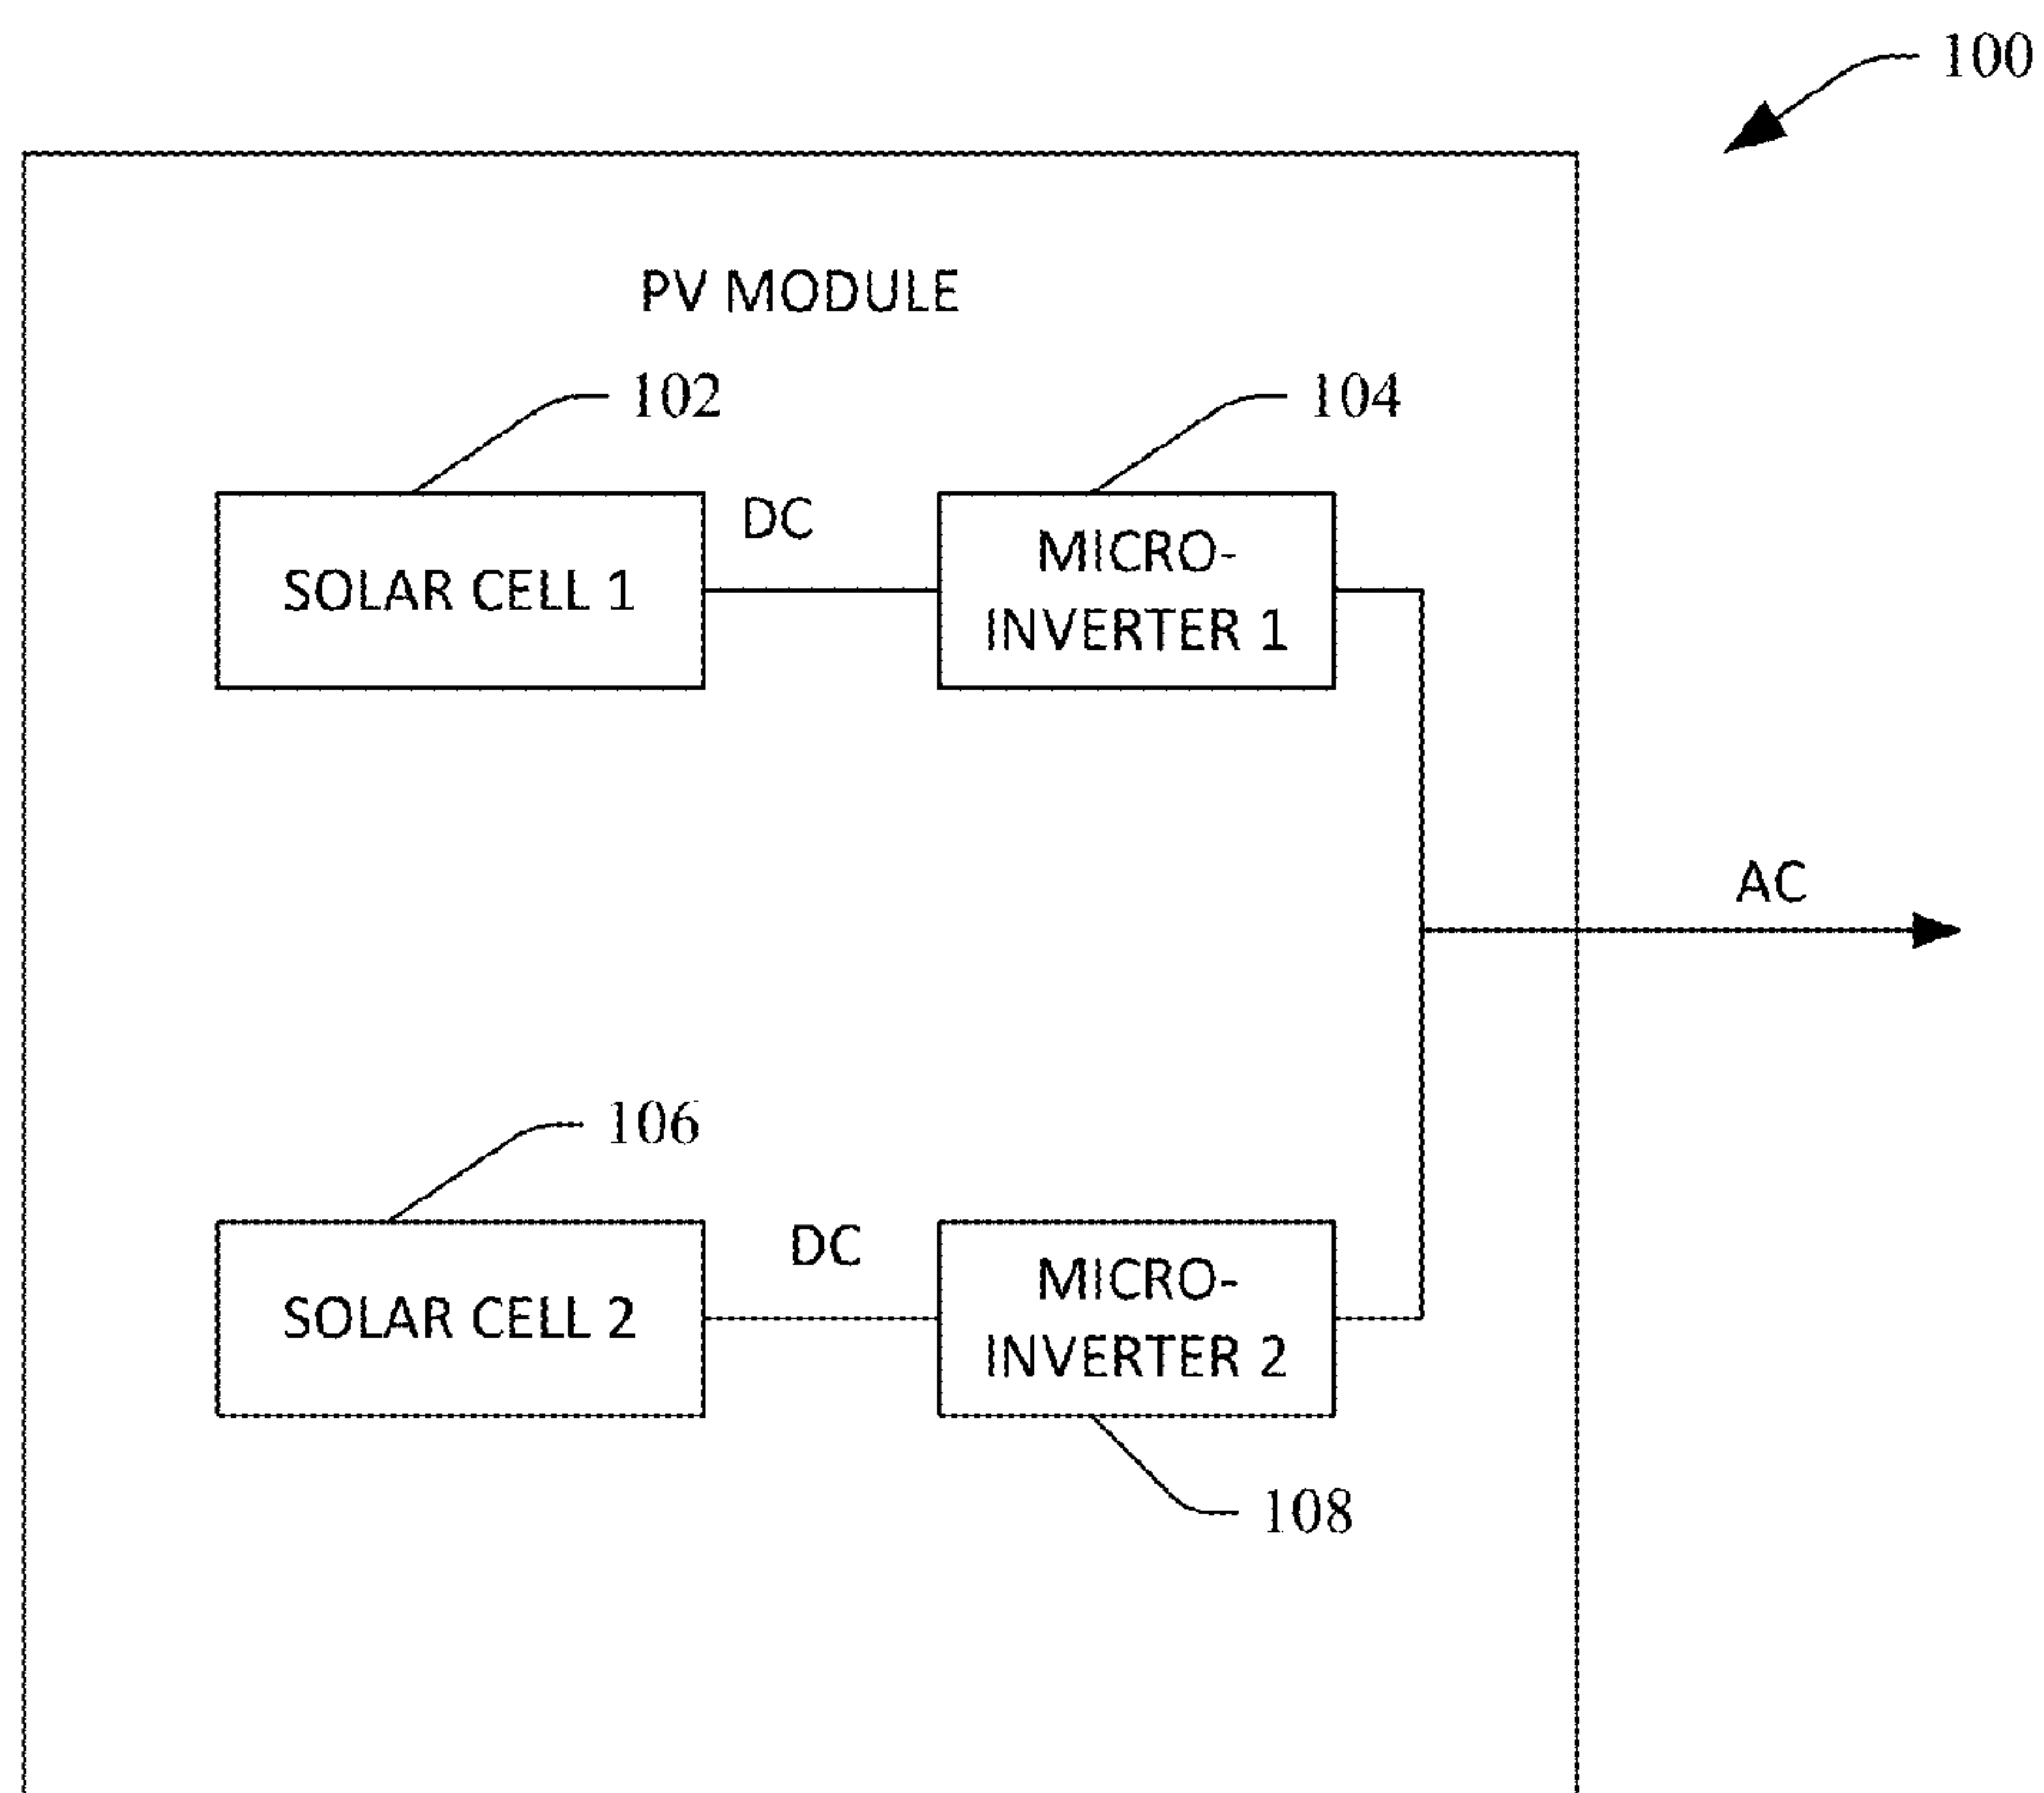 100
PV MODULE
102
104
DC
SOLAR CELL 1
MICRO-
INVERTER 1
AC
106
DC
SOLAR CELL 2
MICRO-
INVERTER 2
108